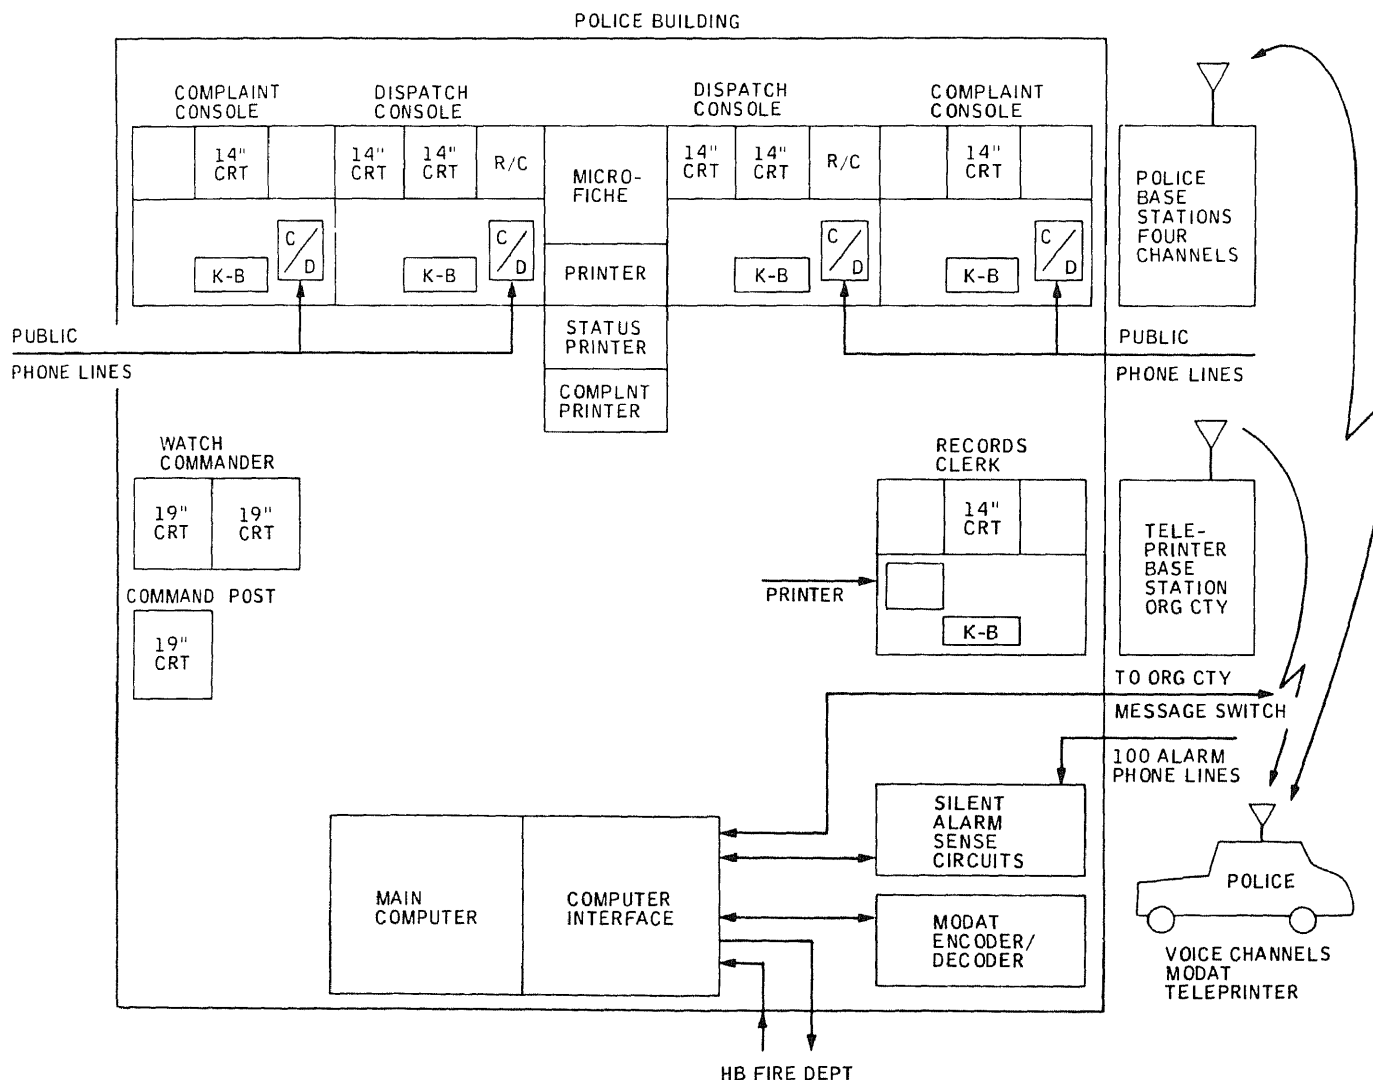 POLICE BUILDING
COMPLAINT
CONSOLE
DISPATCH
CONSOLE
DISPATCH
CONSOLE
COMPLAINT
CONSOLE
14"
CRT
14"
CRT
14"
CRT
R/C
MICRO-
FICHE
14"
CRT
14"
CRT
R/C
14"
CRT
POLICE
BASE
STATIONS
FOUR
CHANNELS
K-B
C/D
K-B
C/D
PRINTER
K-B
C/D
K-B
C/D
PUBLIC
PHONE LINES
STATUS
PRINTER
COMPLNT
PRINTER
PUBLIC
PHONE LINES
WATCH
COMMANDER
19"
CRT
19"
CRT
COMMAND POST
19"
CRT
RECORDS
CLERK
14"
CRT
PRINTER
K-B
TELE-
PRINTER
BASE
STATION
ORG CTY
TO ORG CTY
MESSAGE SWITCH
100 ALARM
PHONE LINES
SILENT
ALARM
SENSE
CIRCUITS
MAIN
COMPUTER
COMPUTER
INTERFACE
MODAT
ENCODER/
DECODER
POLICE
VOICE CHANNELS
MODAT
TELEPRINTER
HB FIRE DEPT